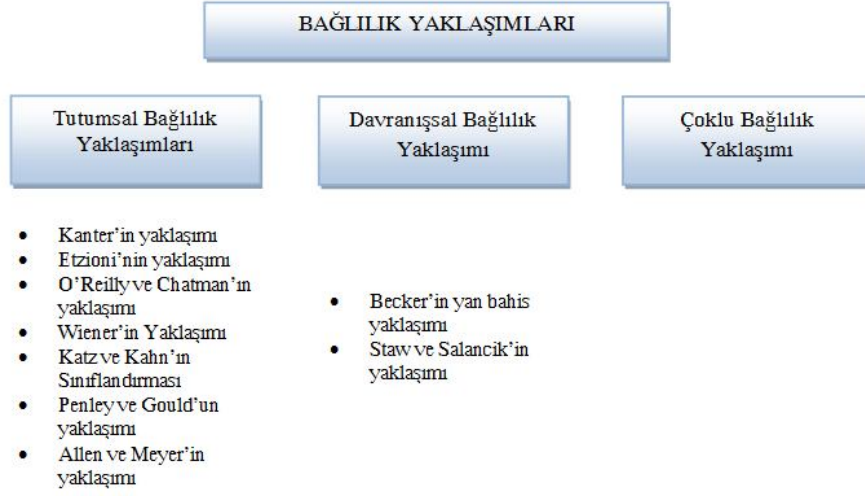 BAĞLILIK YAKLAŞIMLARI
Tutumsal Bağlılık
Yaklaşımları
Davranışsal Bağlılık
Yaklaşımı
Çoklu Bağlılık
Yaklaşımı
• Kanter’in yaklaşımı
• Etzioni’nin yaklaşımı
• O’Reilly ve Chatman’ın
yaklaşımı
• Wiener’in Yaklaşımı
• Katz ve Kahn’ın
Sınıflandırması
• Penley ve Gould’un
yaklaşımı
• Allen ve Meyer’in
yaklaşımı
• Becker’in yan bahis
yaklaşımı
• Staw ve Salancik’in
yaklaşımı